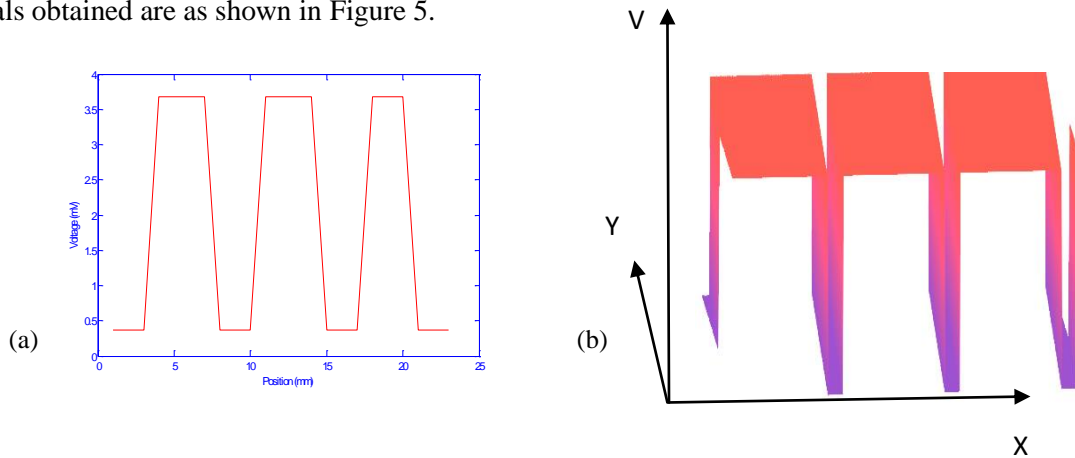 als obtained are as shown in Figure 5.
4
3.5
3
2.5
2
1.5
1
0.5
0
Voltage (mV)
0 5 10 15 20 25
Position (mm)
(a)
V
Y
(b)
X